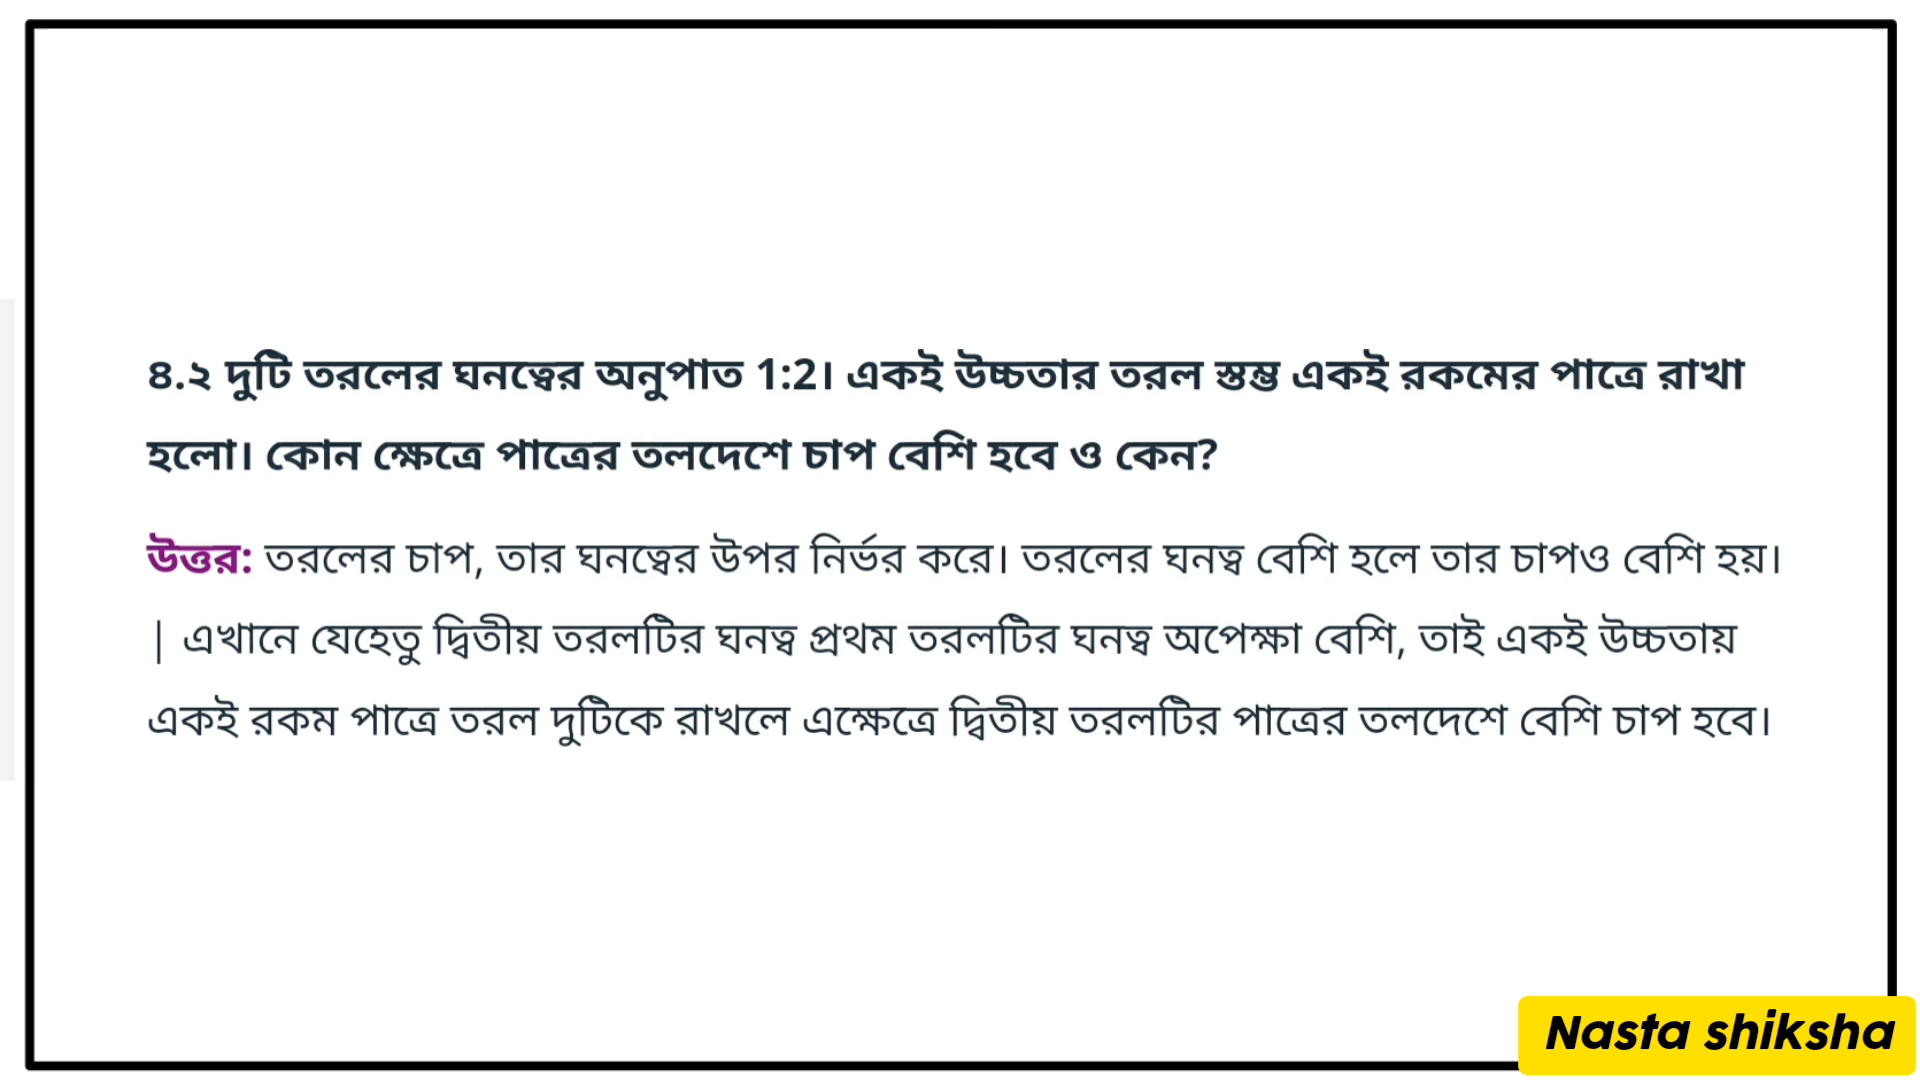 ৪.২ দুটি তরলের ঘনত্বের অনুপাত 1:2। একই উচ্চতার তরল স্তম্ভ একই রকমের পাত্রে রাখা
হলো। কোন ক্ষেত্রে পাত্রের তলদেশে চাপ বেশি হবে ও কেন?
উত্তর: তরলের চাপ, তার ঘনত্বের উপর নির্ভর করে। তরলের ঘনত্ব বেশি হলে তার চাপও বেশি হয়।
| এখানে যেহেতু দ্বিতীয় তরলটির ঘনত্ব প্রথম তরলটির ঘনত্ব অপেক্ষা বেশি, তাই একই উচ্চতায়
একই রকম পাত্রে তরল দুটিকে রাখলে এক্ষেত্রে দ্বিতীয় তরলটির পাত্রের তলদেশে বেশি চাপ হবে।
Nasta shiksha